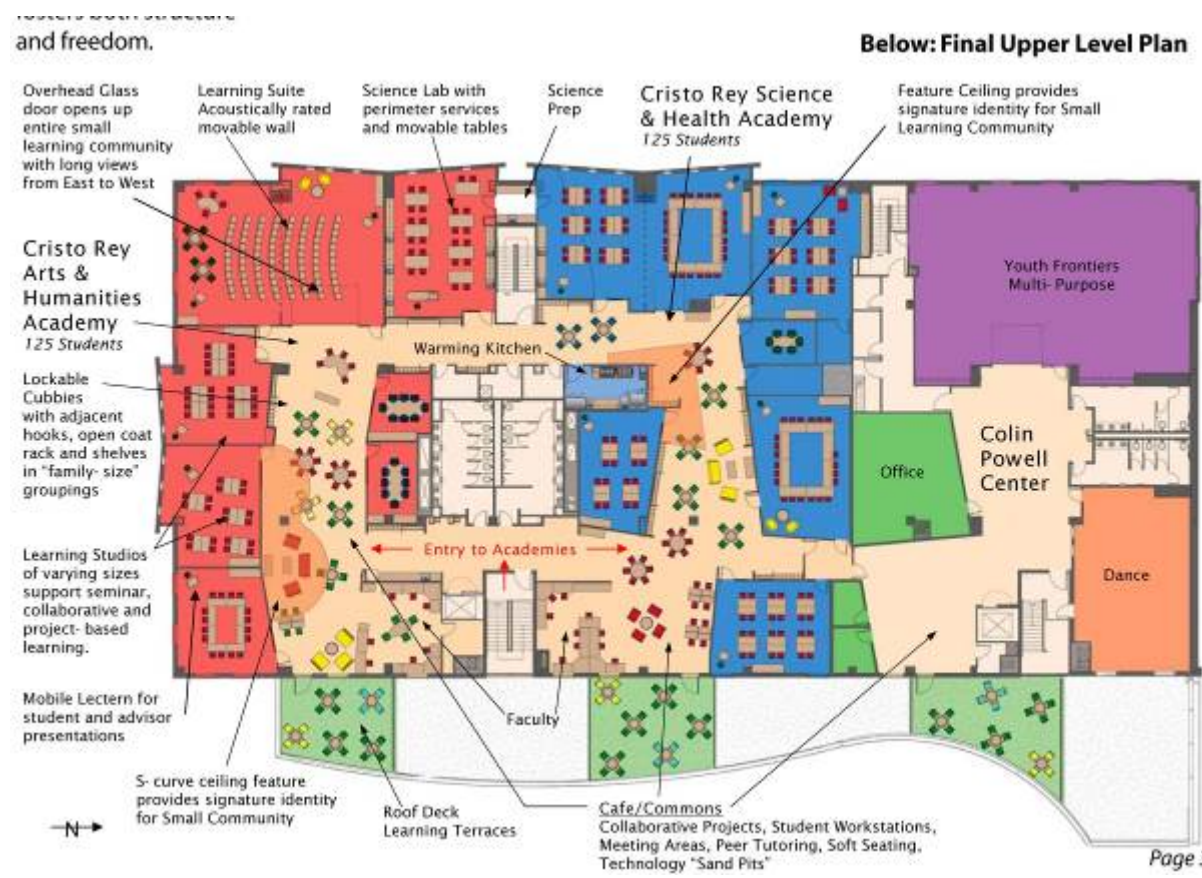 and freedom.
Below: Final Upper Level Plan
Overhead Glass
door opens up
entire small
learning community
with long views
from East to West
Learning Suite
Acoustically rated
movable wall
Science Lab with
perimeter services
and movable tables
Science
Prep
Cristo Rey Science
& Health Academy
125 Students
Feature Ceiling provides
signature identity for Small
Learning Community
Cristo Rey
Arts &
Humanities
Academy
125 Students
Youth Frontiers
Multi- Purpose
Warming Kitchen
Lockable
Cubbies
with adjacent
hooks, open coat
rack and shelves
in "family- size"
groupings
Colin
Powell
Center
Office
Entry to Academies
Dance
Learning Studios
of varying sizes
support seminar,
collaborative and
project- based
learning.
Mobile Lectern for
student and advisor
presentations
Faculty
S- curve ceiling feature
provides signature identity
for Small Community
Roof Deck
Learning Terraces
Cafe/Commons
Collaborative Projects, Student Workstations,
Meeting Areas, Peer Tutoring, Soft Seating,
Technology "Sand Pits"
N
Page